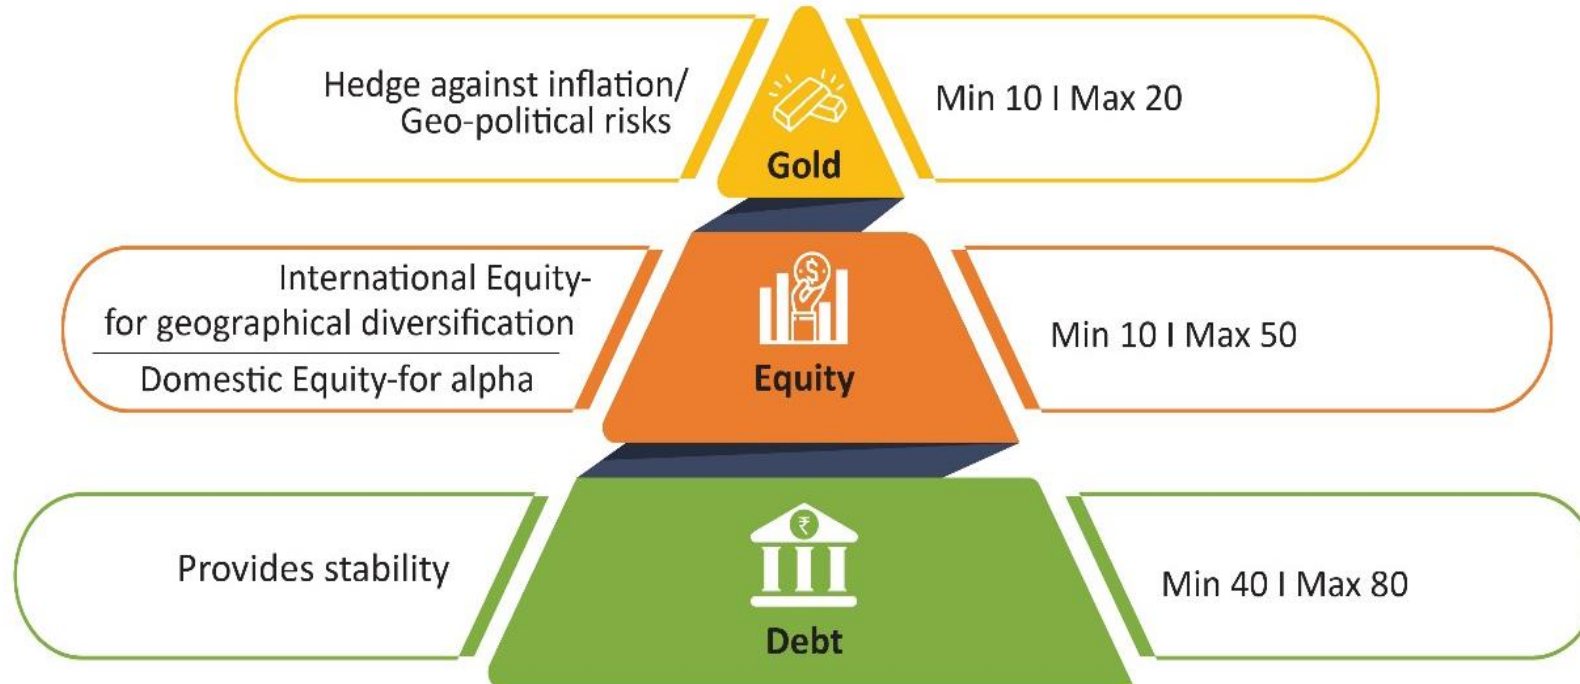 Hedge against inflation/
Geo-political risks
Gold
Min 10 I Max 20
International Equity-
for geographical diversification
Domestic Equity-for alpha
$
Equity
Min 10 I Max 50
Provides stability
₹
Debt
Min 40 I Max 80